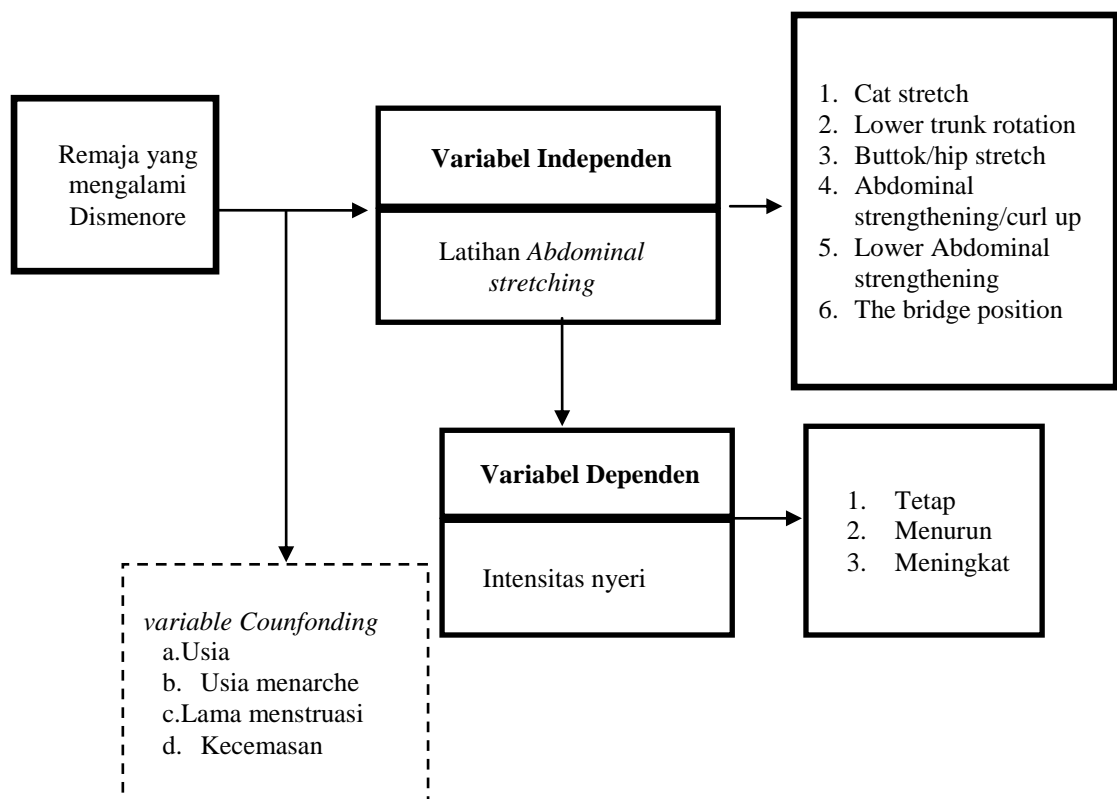 Remaja yang
mengalami
Dismenore
Variabel Independen
Latihan Abdominal
stretching
1. Cat stretch
2. Lower trunk rotation
3. Buttok/hip stretch
4. Abdominal
strengthening/curl up
5. Lower Abdominal
strengthening
6. The bridge position
Variabel Dependen
Intensitas nyeri
1. Tetap
2. Menurun
3. Meningkat
variable Counfonding
a.Usia
b. Usia menarche
c.Lama menstruasi
d. Kecemasan